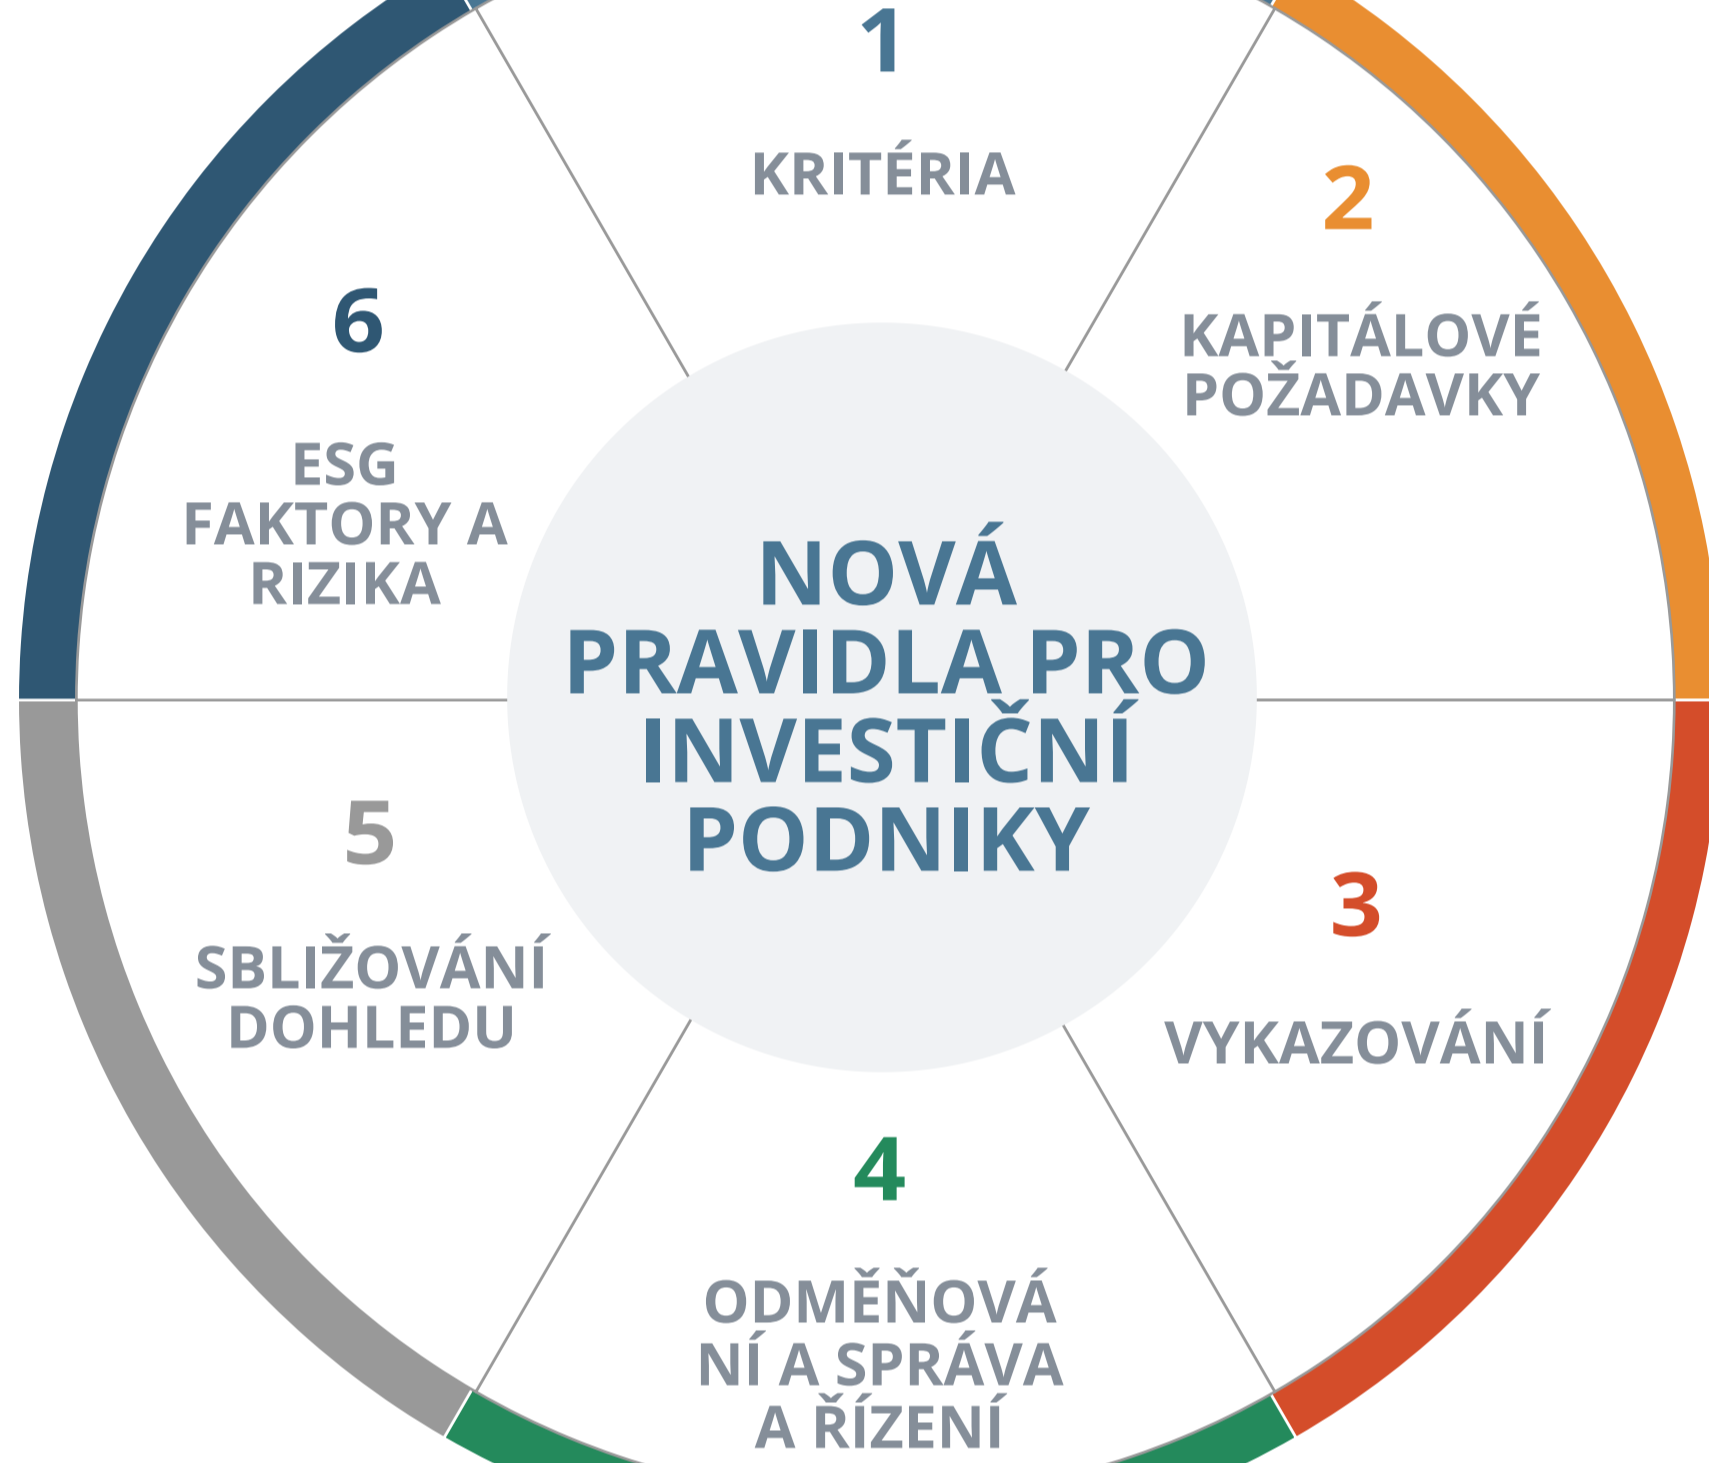 1
KRITÉRIA
2
KAPITÁLOVÉ
POŽADAVKY
3
VYKAZOVÁNÍ
4
ODMĚŇOVÁ
NÍ A SPRÁVA
A ŘÍZENÍ
5
SBLIŽOVÁNÍ
DOHLEDU
6
ESG
FAKTORY A
RIZIKA
NOVÁ
PRAVIDLA PRO
INVESTIČNÍ
PODNIKY